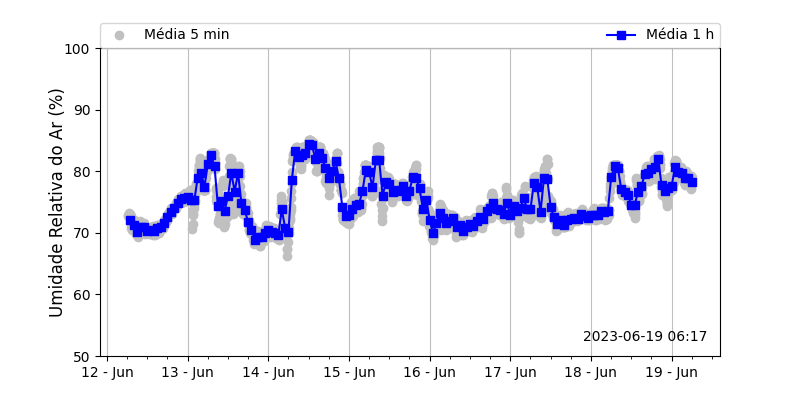 Média 5 min
Média 1 h
100
90
80
70
60
50
Umidade Relativa do Ar (%)
2023-06-19 06:17
12 - Jun
13 - Jun
14 - Jun
15 - Jun
16 - Jun
17 - Jun
18 - Jun
19 - Jun